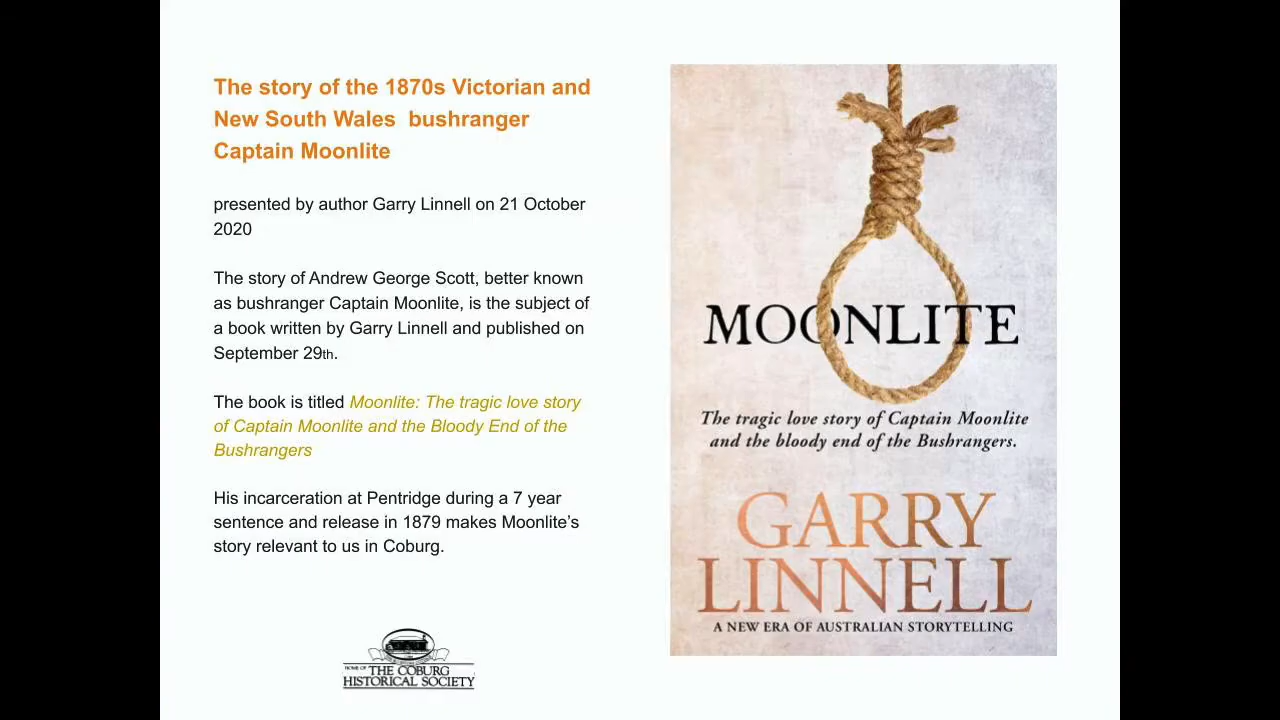 The story of the 1870s Victorian and
New South Wales  bushranger
Captain Moonlite
presented by author Garry Linnell on 21 October
2020
The story of Andrew George Scott, better known
as bushranger Captain Moonlite, is the subject of
a book written by Garry Linnell and published on
September 29th.
The book is titled Moonlite: The tragic love story
of Captain Moonlite and the Bloody End of the
Bushrangers
His incarceration at Pentridge during a 7 year
sentence and release in 1879 makes Moonlite’s
story relevant to us in Coburg.
HOME OF THE COBURG
HISTORICAL SOCIETY
MOONLITE
The tragic love story of Captain Moonlite
and the bloody end of the Bushrangers.
GARRY
LINNELL
A NEW ERA OF AUSTRALIAN STORYTELLING